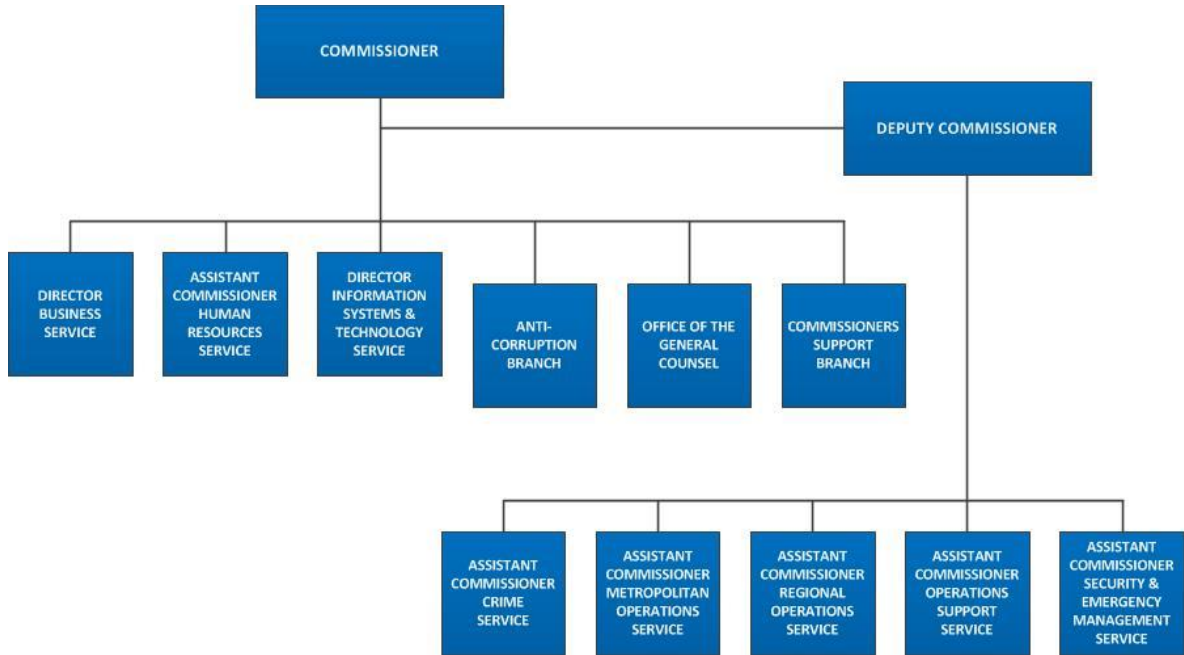 COMMISSIONER
DEPUTY COMMISSIONER
DIRECTOR
BUSINESS
SERVICE
ASSISTANT
COMMISSIONER
HUMAN
RESOURCES
SERVICE
DIRECTOR
INFORMATION
SYSTEMS &
TECHNOLOGY
SERVICE
ANTI-
CORRUPTION
BRANCH
OFFICE OF THE
GENERAL
COUNSEL
COMMISSIONERS
SUPPORT
BRANCH
ASSISTANT
COMMISSIONER
CRIME
SERVICE
ASSISTANT
COMMISSIONER
METROPOLITAN
OPERATIONS
SERVICE
ASSISTANT
COMMISSIONER
REGIONAL
OPERATIONS
SERVICE
ASSISTANT
COMMISSIONER
OPERATIONS
SUPPORT
SERVICE
ASSISTANT
COMMISSIONER
SECURITY &
EMERGENCY
MANAGEMENT
SERVICE